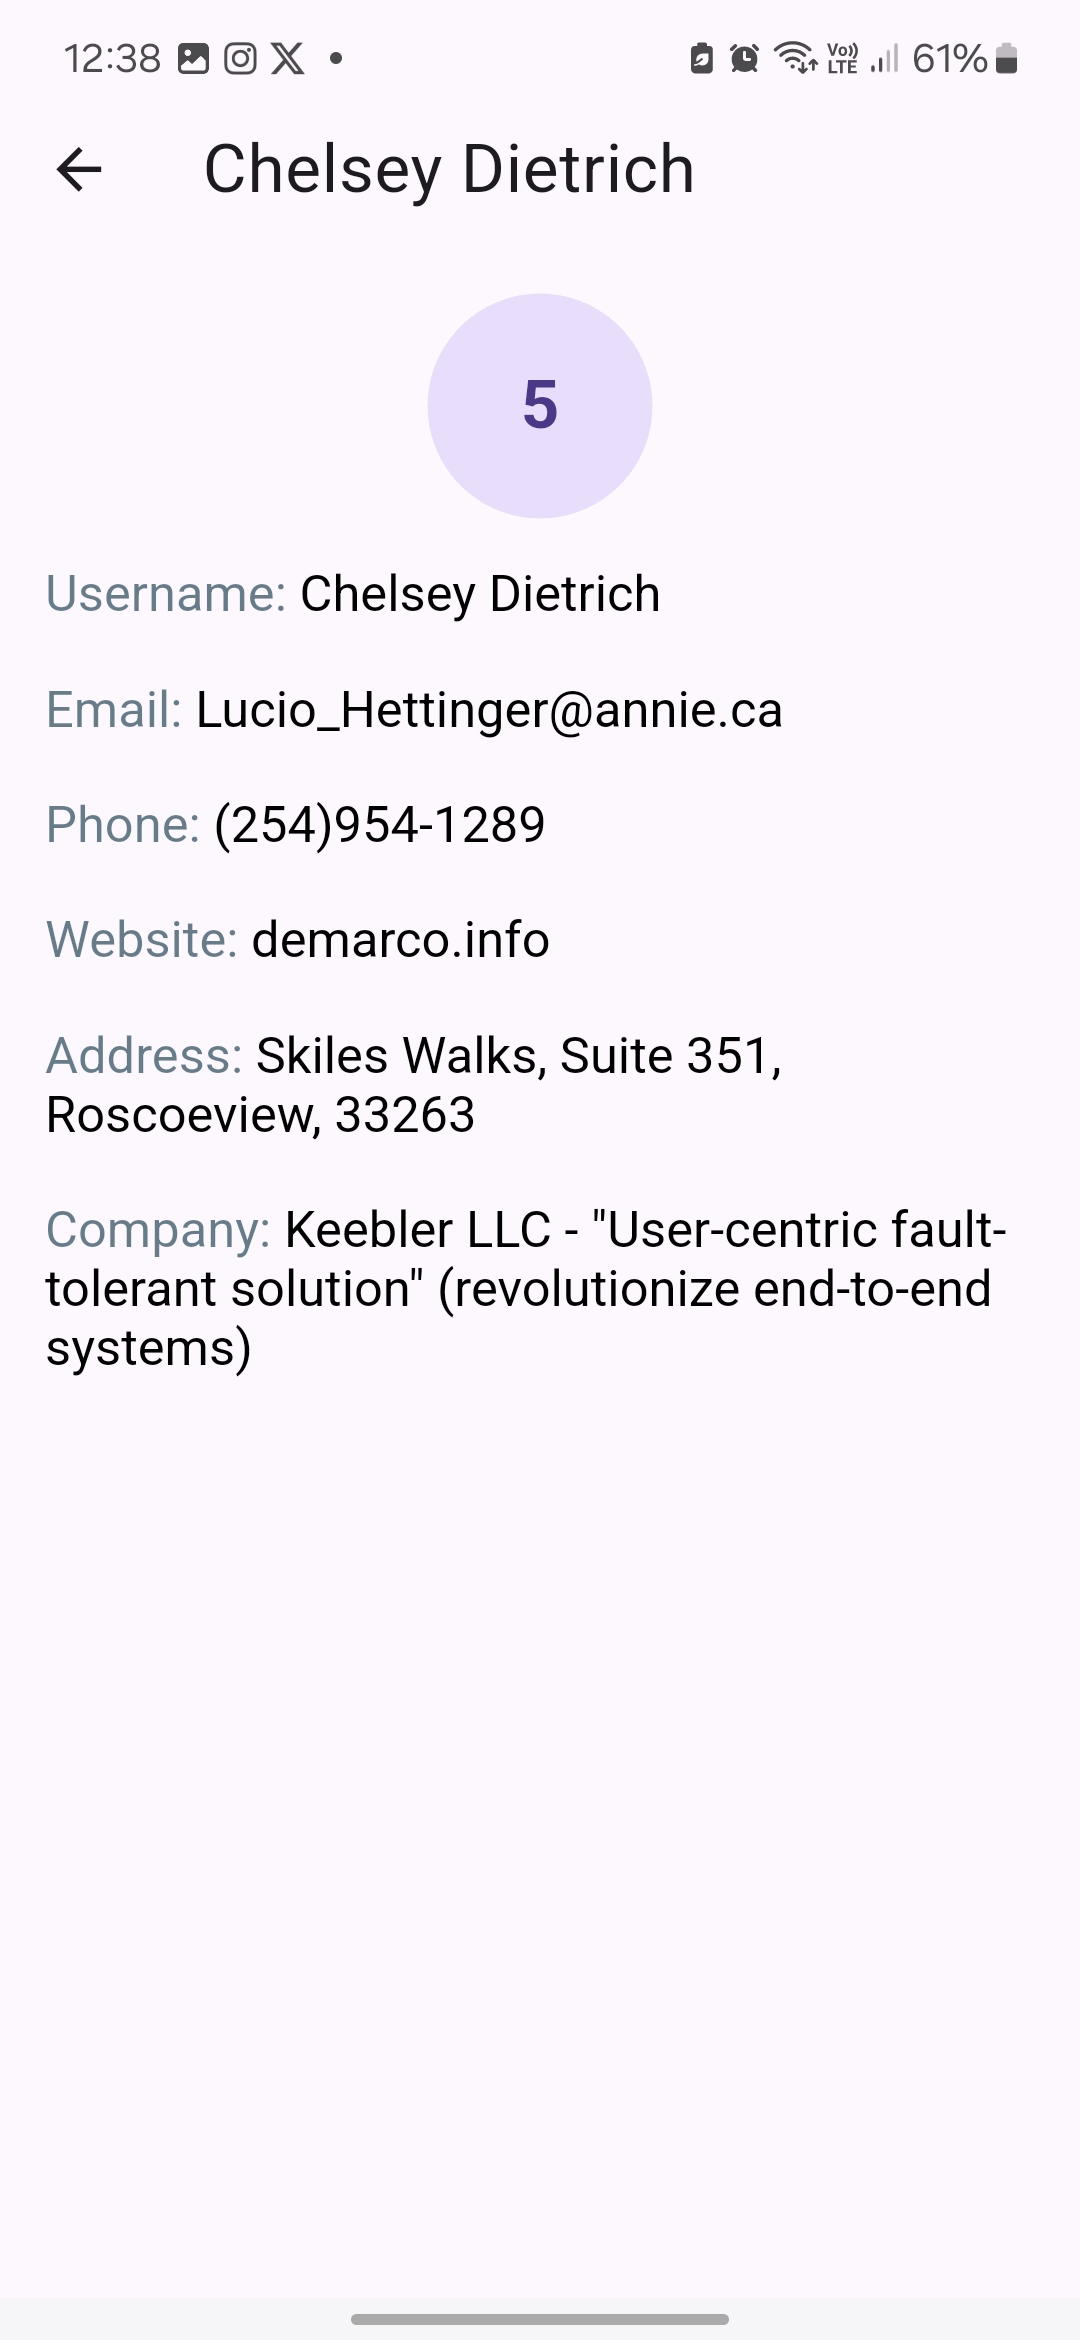 12:38
Vo)) LTE 61%
Chelsey Dietrich
5
Username: Chelsey Dietrich
Email: Lucio_Hettinger@annie.ca
Phone: (254)954-1289
Website: demarco.info
Address: Skiles Walks, Suite 351,
Roscoeview, 33263
Company: Keebler LLC - "User-centric fault-
tolerant solution" (revolutionize end-to-end
systems)